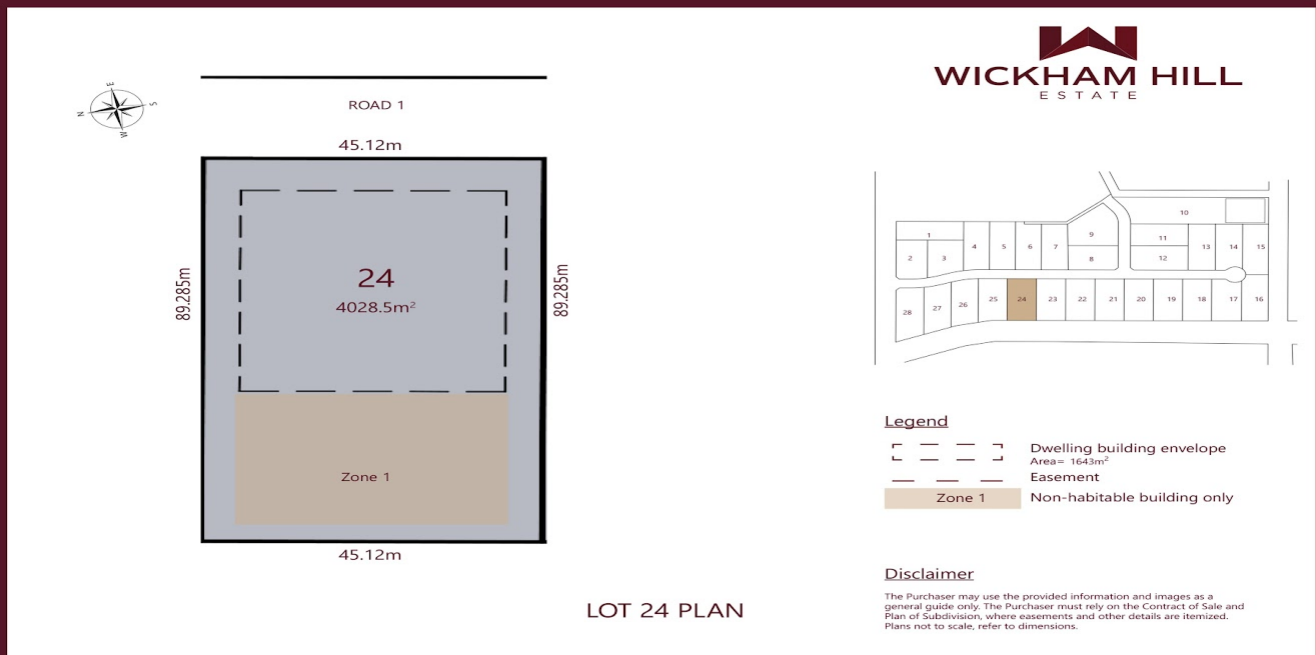 WICKHAM HILL
ESTATE
E
S
N
W
ROAD 1
45.12m
89.285m
24
4028.5m²
89.285m
Zone 1
45.12m
LOT 24 PLAN
1
2
3
4
5
6
7
8
9
10
11
12
13
14
15
28
27
26
25
24
23
22
21
20
19
18
17
16
Legend
Dwelling building envelope
Area= 1643m²
Easement
Zone 1
Non-habitable building only
Disclaimer
The Purchaser may use the provided information and images as a
general guide only. The Purchaser must rely on the Contract of Sale and
Plan of Subdivision, where easements and other details are itemized.
Plans not to scale, refer to dimensions.